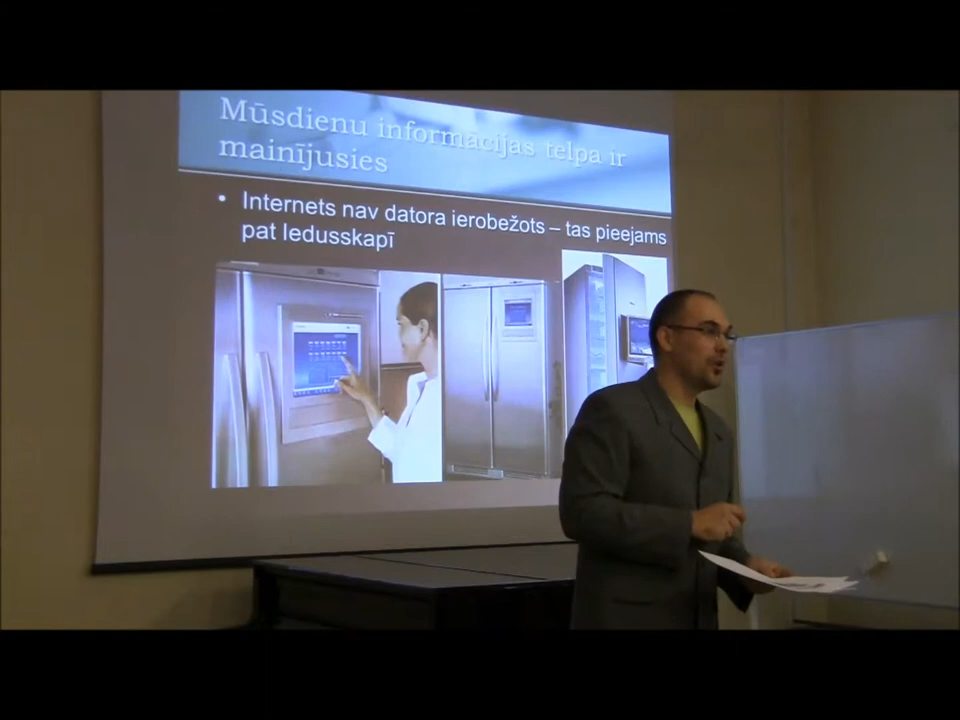 Mūsdienu informācijas telpa ir
mainījusies
• Internets nav datora ierobežots – tas pieejams
pat ledusskapī